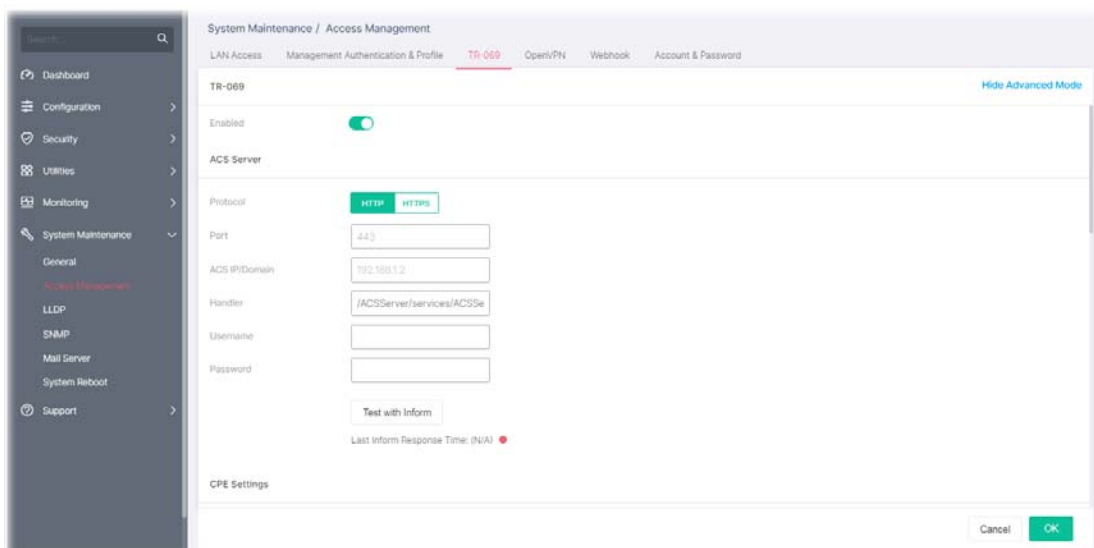 System Maintenance / Access Management
Search...
LAN Access Management Authentication & Profile TR-069 OpenVPN Webhook Account & Password
Dashboard
Configuration
Security
Utilities
Monitoring
System Maintenance
General
Access Management
LLDP
SNMP
Mail Server
System Reboot
Support
TR-069
Hide Advanced Mode
Enabled
ACS Server
Protocol HTTP HTTPS
Port 443
ACS IP/Domain 192.168.1.2
Handler /ACSServer/services/ACSSe
Username
Password
Test with Inform
Last Inform Response Time: (N/A)
CPE Settings
Cancel OK